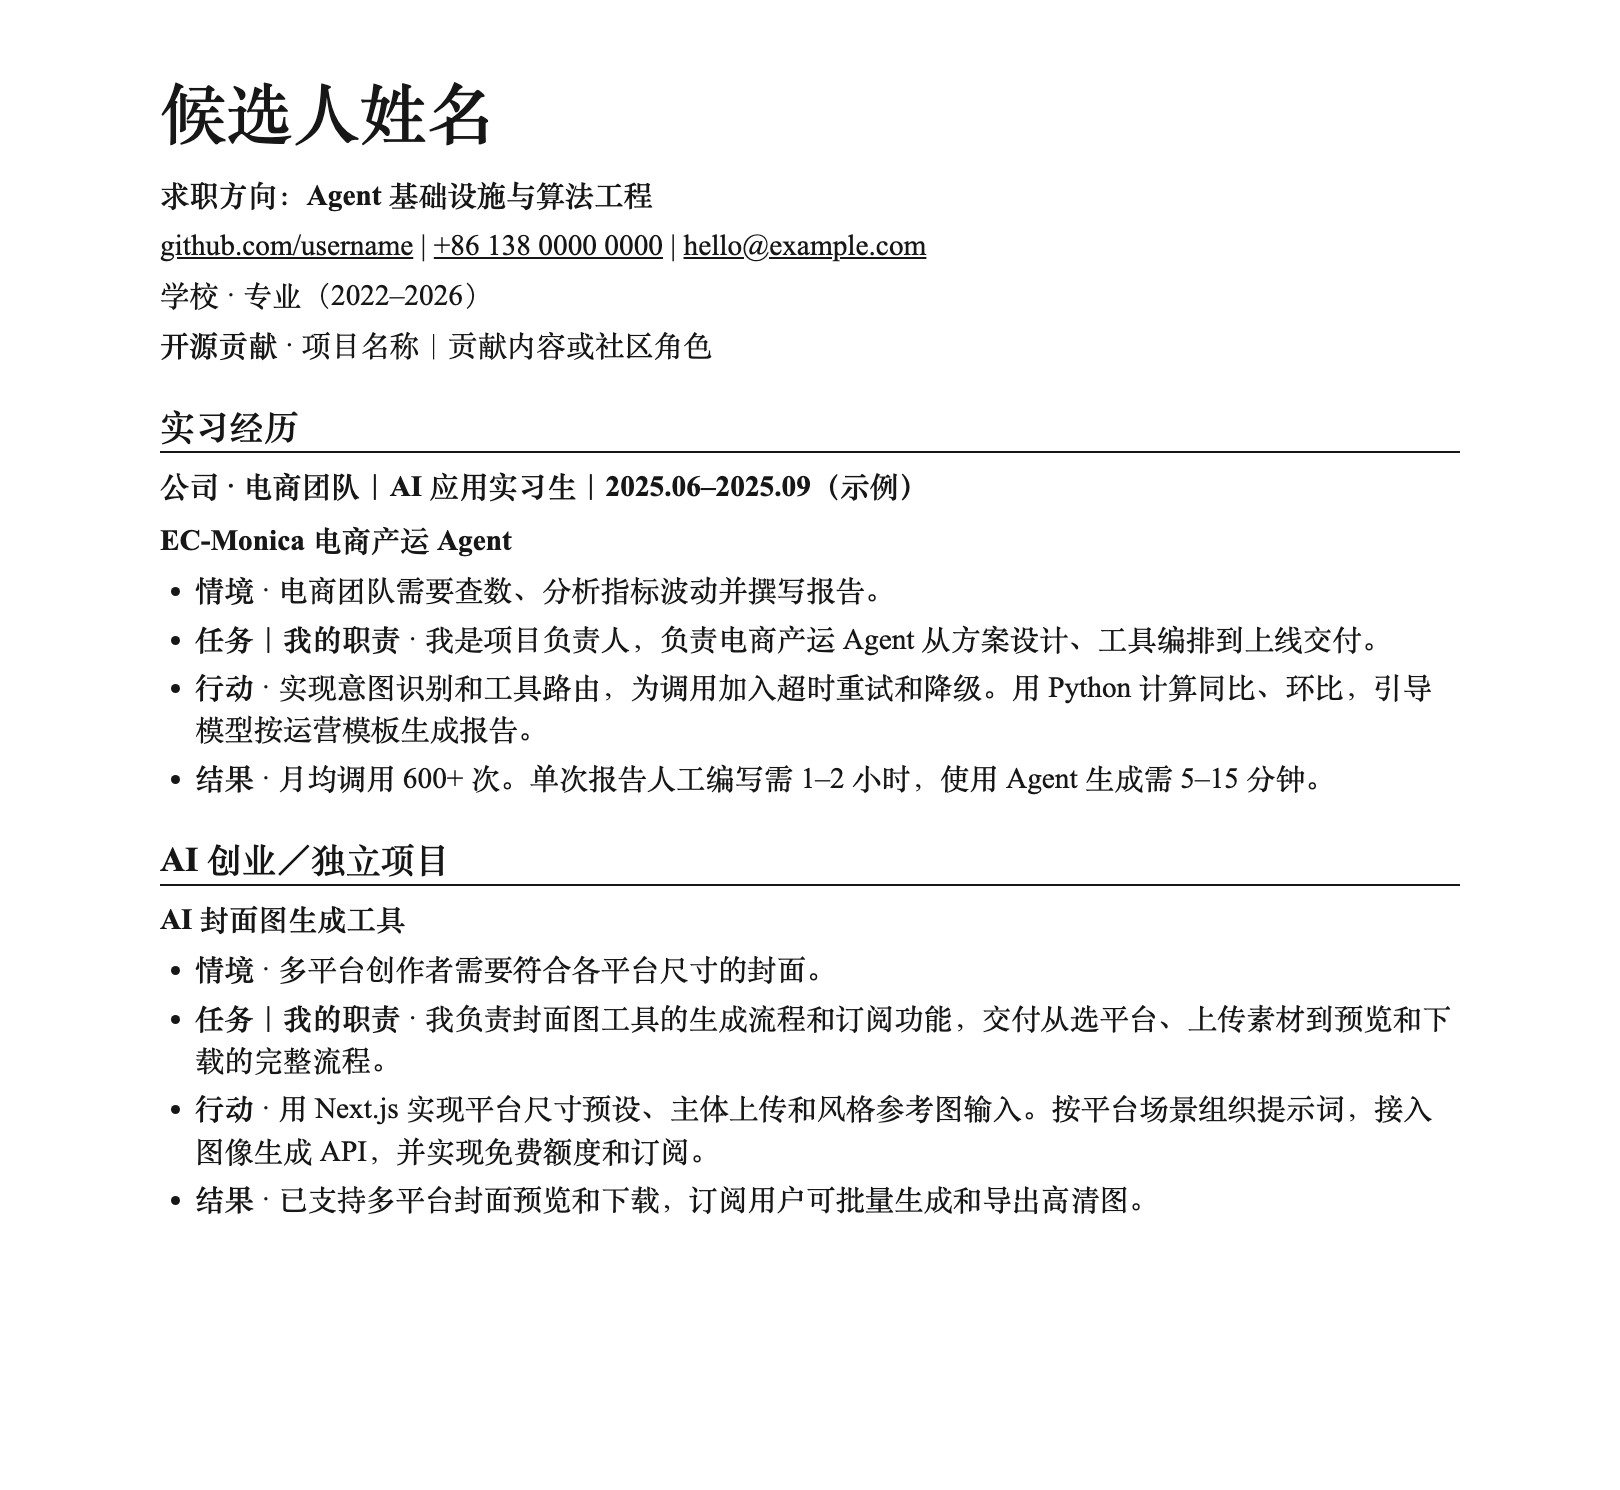 候选人姓名
求职方向：Agent 基础设施与算法工程
github.com/username | +86 138 0000 0000 | hello@example.com
学校 · 专业（2022–2026）
开源贡献 · 项目名称｜贡献内容或社区角色
实习经历
公司 · 电商团队｜AI 应用实习生｜2025.06–2025.09（示例）
EC-Monica 电商产运 Agent
• 情境 · 电商团队需要查数、分析指标波动并撰写报告。
• 任务｜我的职责 · 我是项目负责人，负责电商产运 Agent 从方案设计、工具编排到上线交付。
• 行动 · 实现意图识别和工具路由，为调用加入超时重试和降级。用 Python 计算同比、环比，引导
模型按运营模板生成报告。
• 结果 · 月均调用 600+ 次。单次报告人工编写需 1–2 小时，使用 Agent 生成需 5–15 分钟。
AI 创业／独立项目
AI 封面图生成工具
• 情境 · 多平台创作者需要符合各平台尺寸的封面。
• 任务｜我的职责 · 我负责封面图工具的生成流程和订阅功能，交付从选平台、上传素材到预览和下
载的完整流程。
• 行动 · 用 Next.js 实现平台尺寸预设、主体上传和风格参考图输入。按平台场景组织提示词，接入
图像生成 API，并实现免费额度和订阅。
• 结果 · 已支持多平台封面预览和下载，订阅用户可批量生成和导出高清图。